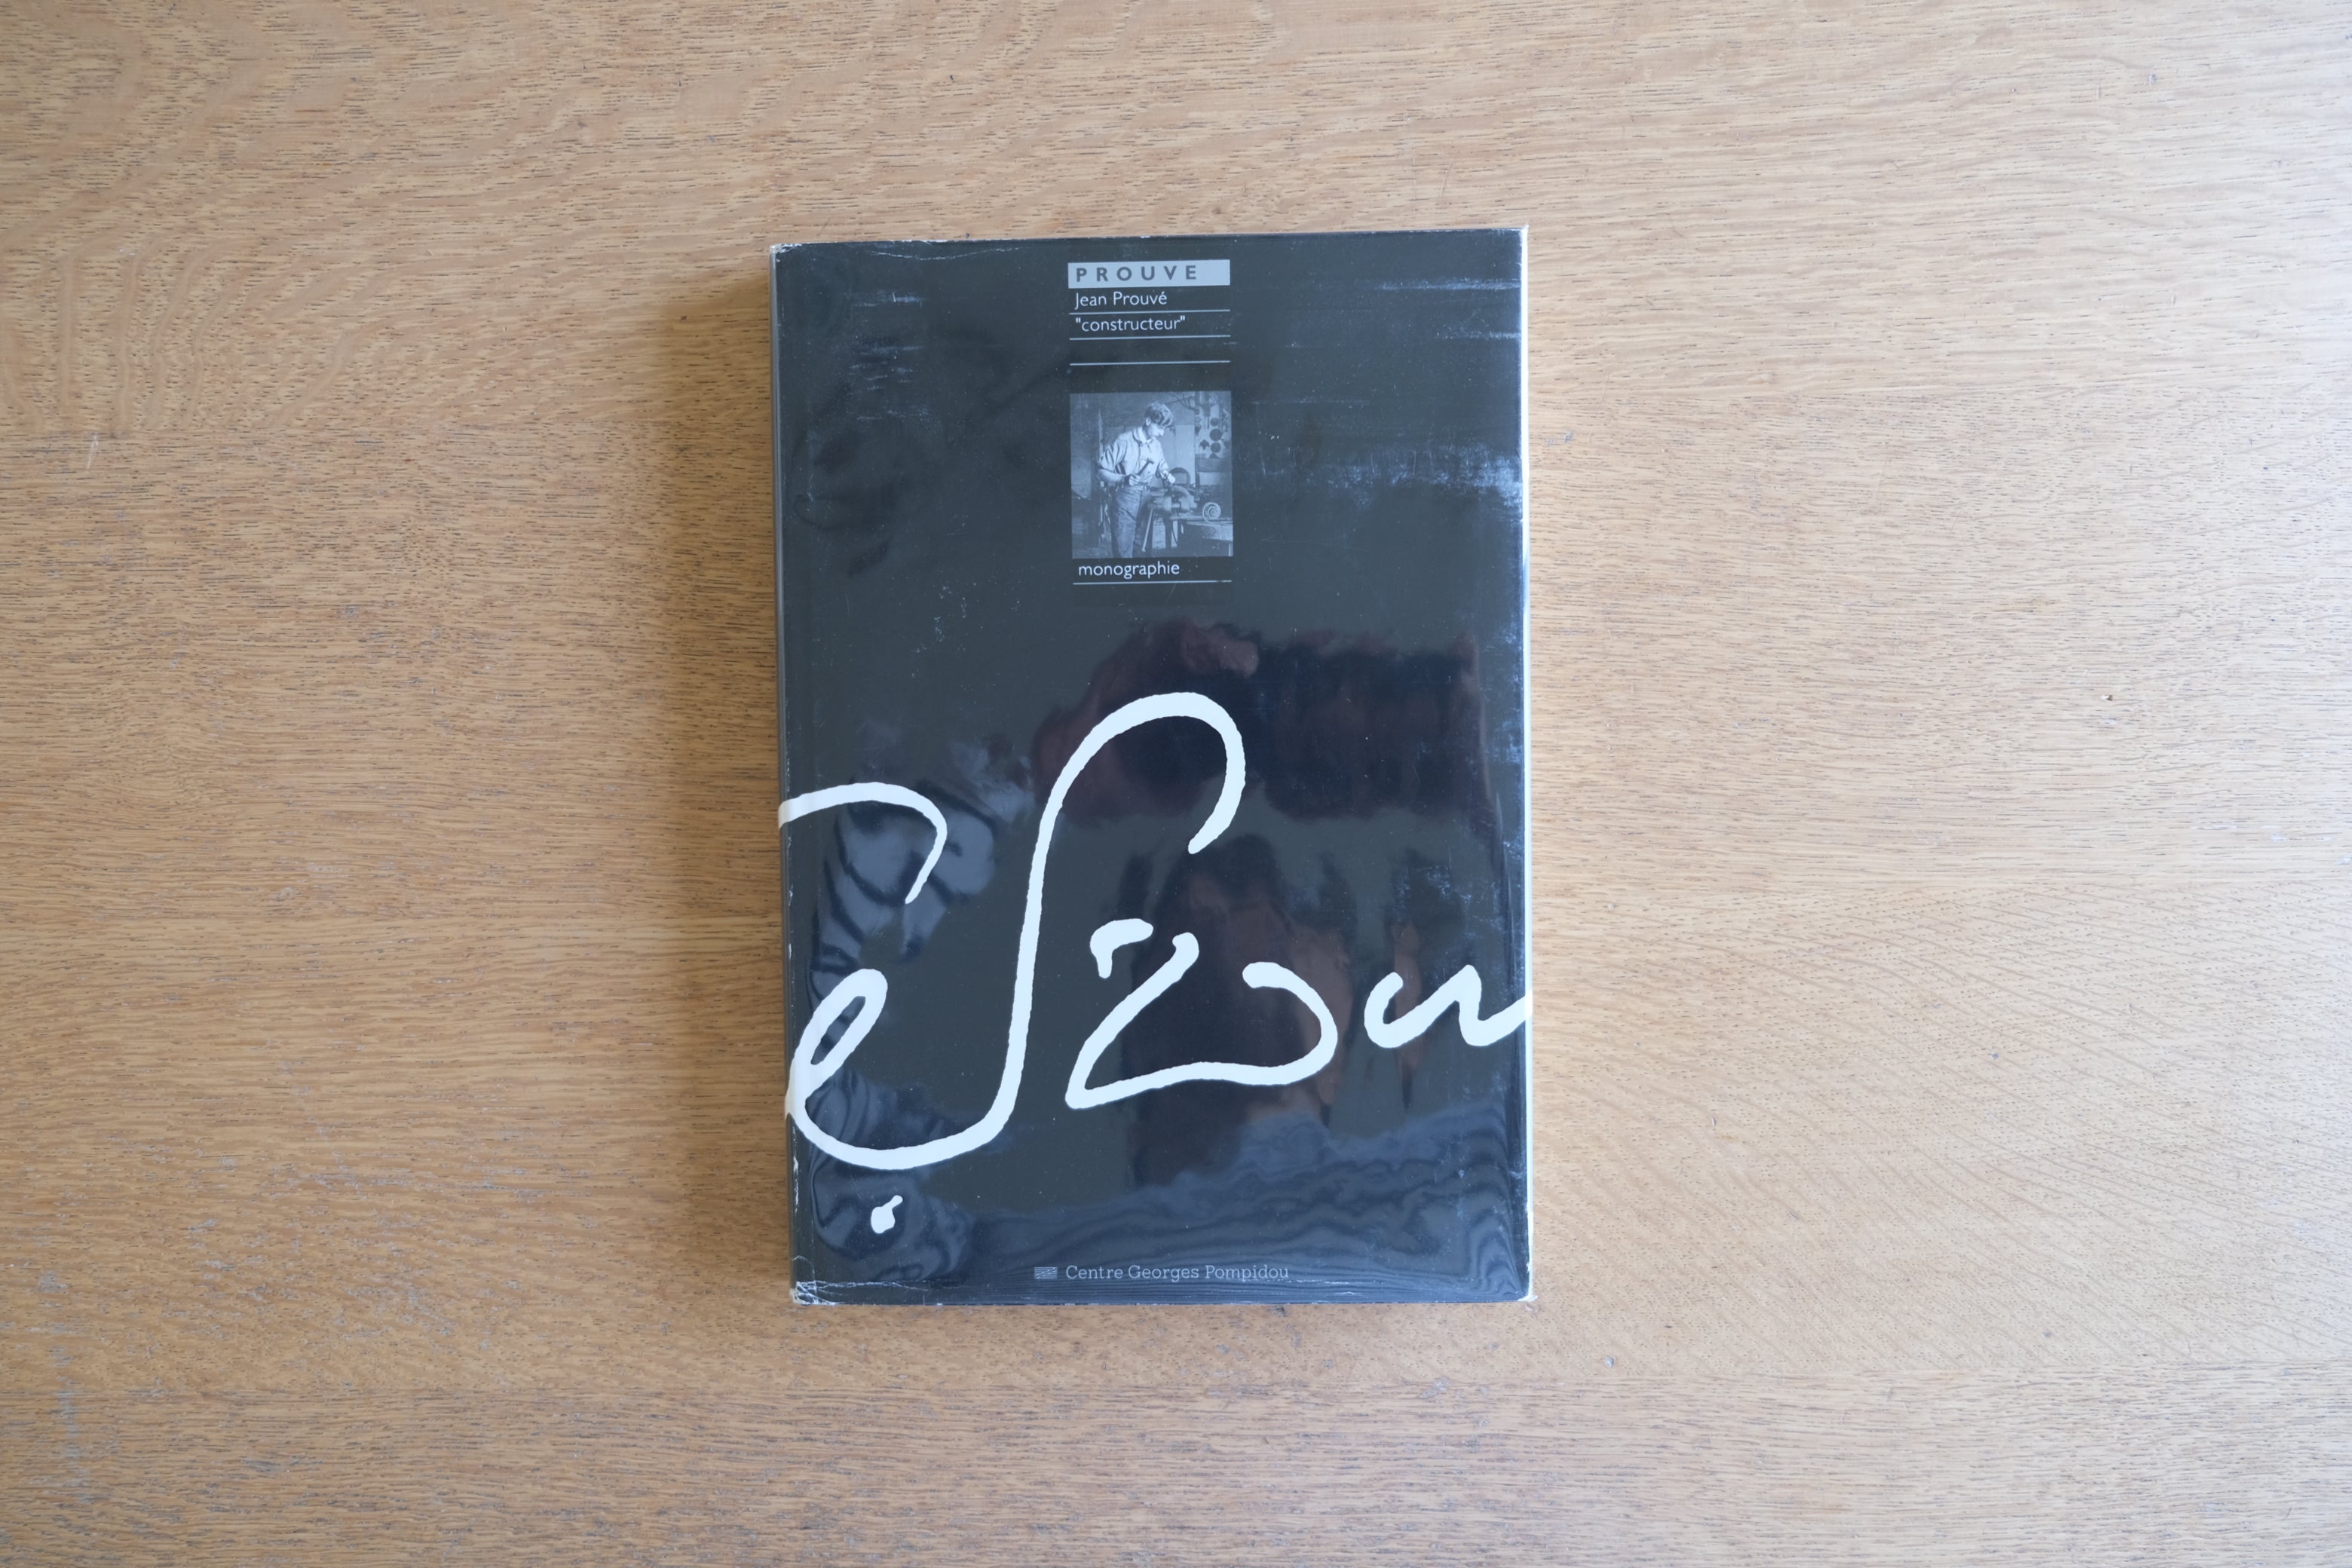 PROUVE
Jean Prouvé
"constructeur"
monographie
Centre Georges Pompidou